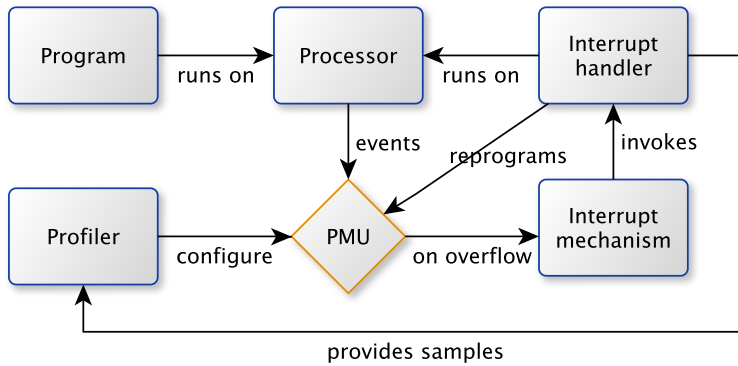 Program
runs on
Processor
runs on
Interrupt
handler
events
reprograms
invokes
Profiler
configure
PMU
on overflow
Interrupt
mechanism
provides samples